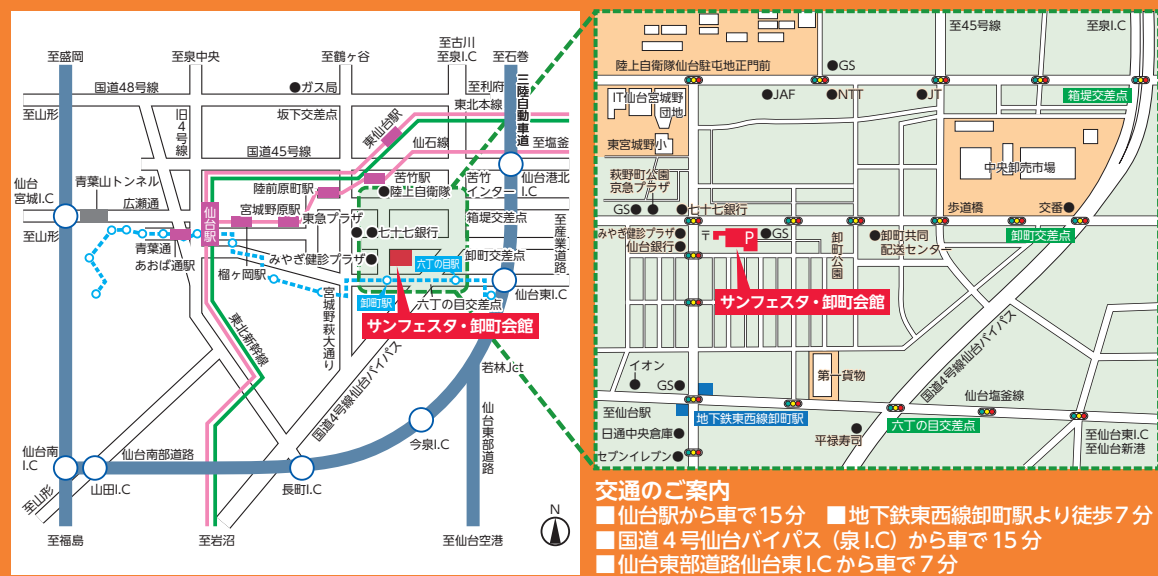 至盛岡
至泉中央
至鶴ヶ谷
至古川
至泉I.C
至石巻
国道48号線
ガス局
至利府
三陸自動車道
至山形
旧4号線
坂下交差点
東北本線
東仙台駅
国道45号線
仙石線
至塩釜
仙台
宮城I.C
青葉山トンネル
広瀬通
陸前原町駅
苦竹駅
陸上自衛隊
苦竹
インター
仙台港北
I.C
至山形
仙台駅
宮城野原駅
東急プラザ
七十七銀行
箱堤交差点
至産業道路
青葉通
あおば通駅
榴ヶ岡駅
みやぎ健診プラザ
六丁の目駅
卸町交差点
仙台東I.C
宮城野萩大通り
卸町駅
六丁の目交差点
サンフェスタ・卸町会館
東北新幹線
国道4号線仙台バイパス
若林Jct
仙台東部道路
今泉I.C
仙台南
I.C
仙台南部道路
山田I.C
長町I.C
至山形
至福島
至岩沼
至仙台空港
N
至45号線
至泉I.C
陸上自衛隊仙台駐屯地正門前
GS
JAF
NTT
JT
箱堤交差点
IT仙台宮城野
団地
東宮城野小
中央卸売市場
萩野町公園
京急プラザ
GS
七十七銀行
歩道橋
交番
みやぎ健診プラザ
仙台銀行
〒
P
GS
卸町公園
卸町共同
配送センター
卸町交差点
サンフェスタ・卸町会館
国道4号線仙台バイパス
イオン
GS
第一貨物
仙台塩釜線
至仙台駅
地下鉄東西線卸町駅
六丁の目交差点
日通中央倉庫
平禄寿司
至仙台東I.C
至仙台新港
セブンイレブン
交通のご案内
■仙台駅から車で15分 ■地下鉄東西線卸町駅より徒歩7分
■国道4号仙台バイパス（泉I.C）から車で15分
■仙台東部道路仙台東I.Cから車で7分